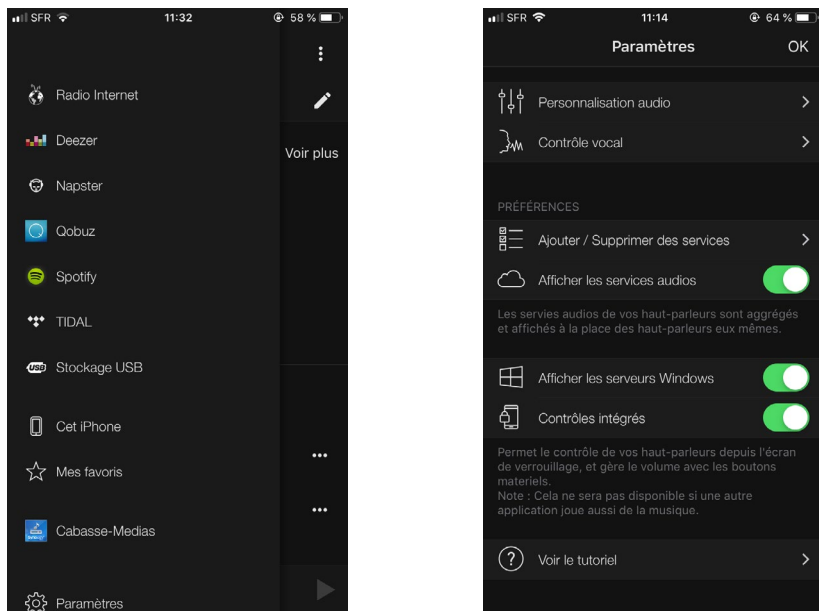 SFR 11:32 58 %
Radio Internet
Deezer
Voir plus
Napster
Qobuz
Spotify
TIDAL
USB Stockage USB
Cet iPhone
Mes favoris
Cabasse-Medias
Paramètres
SFR 11:14 64 %
Paramètres OK
Personnalisation audio
Contrôle vocal
PRÉFÉRENCES
Ajouter / Supprimer des services
Afficher les services audios
Les servies audios de vos haut-parleurs sont aggrégés
et affichés à la place des haut-parleurs eux mêmes.
Afficher les serveurs Windows
Contrôles intégrés
Permet le contrôle de vos haut-parleurs depuis l'écran
de verrouillage, et gère le volume avec les boutons
materiels.
Note : Cela ne sera pas disponible si une autre
application joue aussi de la musique.
? Voir le tutoriel